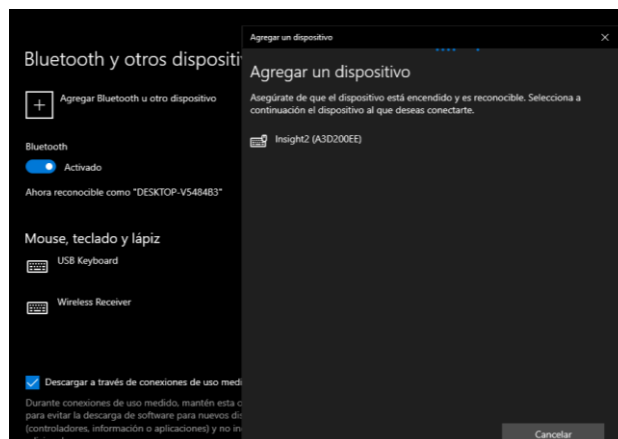 Bluetooth y otros dispositi
Agregar Bluetooth u otro dispositivo
Bluetooth
Activado
Ahora reconocible como "DESKTOP-V5484B3"
Mouse, teclado y lápiz
USB Keyboard
Wireless Receiver
Descargar a través de conexiones de uso medi
Durante conexiones de uso medido, mantén esta c
para evitar la descarga de software para nuevos dis
(controladores, información o aplicaciones) y no in
Agregar un dispositivo
Agregar un dispositivo
Asegúrate de que el dispositivo está encendido y es reconocible. Selecciona a
continuación el dispositivo al que deseas conectarte.
Insight2 (A3D200EE)
Cancelar